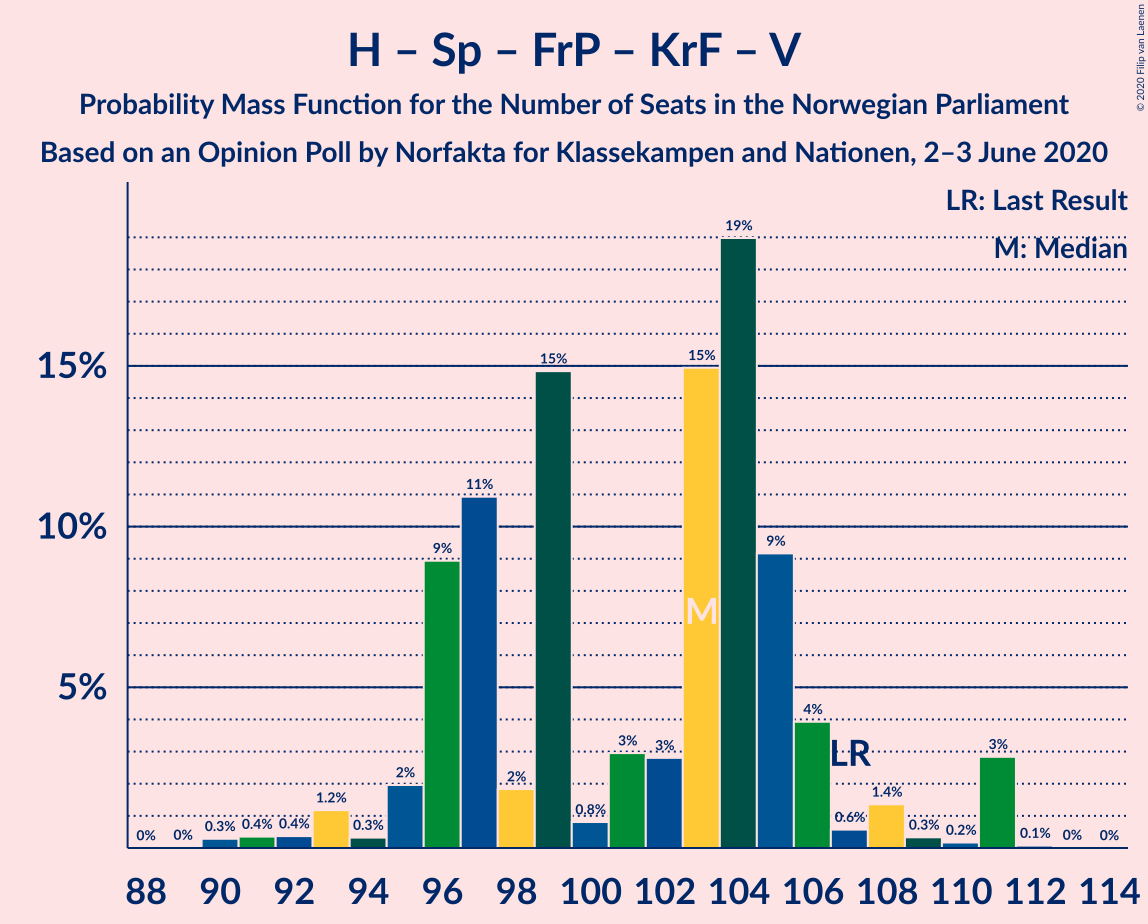 H – Sp – FrP – KrF – V
Probability Mass Function for the Number of Seats in the Norwegian Parliament
Based on an Opinion Poll by Norfakta for Klassekampen and Nationen, 2–3 June 2020
© 2020 Filip van Laenen
LR: Last Result
M: Median
15%
10%
5%
0% 0% 0.3% 0.4% 0.4% 1.2% 0.3% 2% 9% 11% 2% 15% 0.8% 3% 3% 15% 19% 9% 4% 0.6% 1.4% 0.3% 0.2% 3% 0.1% 0% 0%
M
LR
88 90 92 94 96 98 100 102 104 106 108 110 112 114